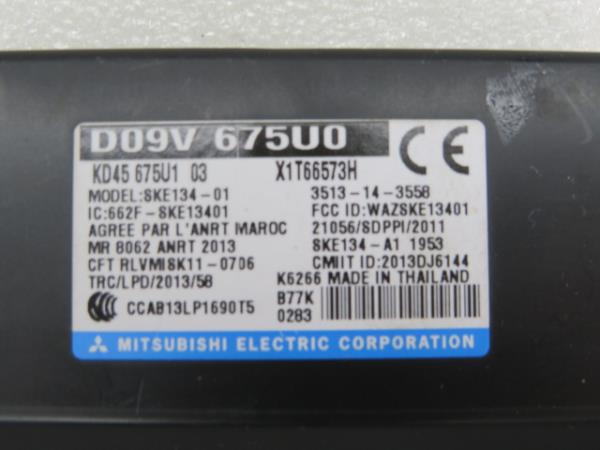 D09V 675U0
KD45 675U1 03 X1T66573H
MODEL:SKE134-01 3513-14-3558
IC:662F-SKE13401 FCC ID:WAZSKE13401
AGREE PAR L'ANRT MAROC 21056/SDPPI/2011
MR 8062 ANRT 2013 SKE134-A1 1953
CFT RLVMISK11-0706 CMIIT ID:2013DJ6144
TRC/LPD/2013/58 K6266 MADE IN THAILAND
CCAB13LP1690T5 B77K
0283
MITSUBISHI ELECTRIC CORPORATION
CE